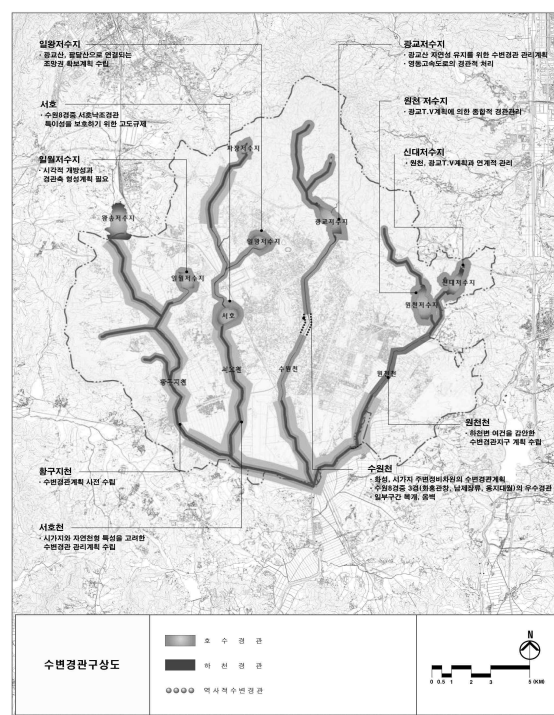 일왕저수지
· 광교산, 팔달산으로 연결되는
조망권 확보계획 수립
광교저수지
· 광교산 자연성 유지를 위한 수변경관 관리계획
· 영동고속도로의 경관적 처리
서호
· 수원8경중 서호낙조경관
특이성을 보호하기 위한 고도규제
원천 저수지
· 광교T.V계획에 의한 종합적 경관관리
일월저수지
· 시각적 개방성과
경관축 형성계획 필요
신대저수지
· 원천, 광교T.V계획과 연계적 관리
파장저수지
왕송저수지
광교저수지
일왕저수지
일월저수지
신대저수지
원천저수지
서호
서호천
수원천
원천천
황구지천
원천천
· 하천변 여건을 감안한
수변경관지구 계획 수립
황구지천
· 수변경관계획 사전 수립
수원천
· 화성, 시가지 주변정비차원의 수변경관계획
· 수원8경중 3경(화홍관창, 남제장류, 용지대월)의 우수경관
· 일부구간 복개, 옹벽
서호천
· 시가지와 자연천형 특성을 고려한
수변경관 관리계획 수립
수변경관구상도
호 수 경 관
하 천 경 관
역사적수변경관
N
0 0.5 1 2 3 5 (KM)